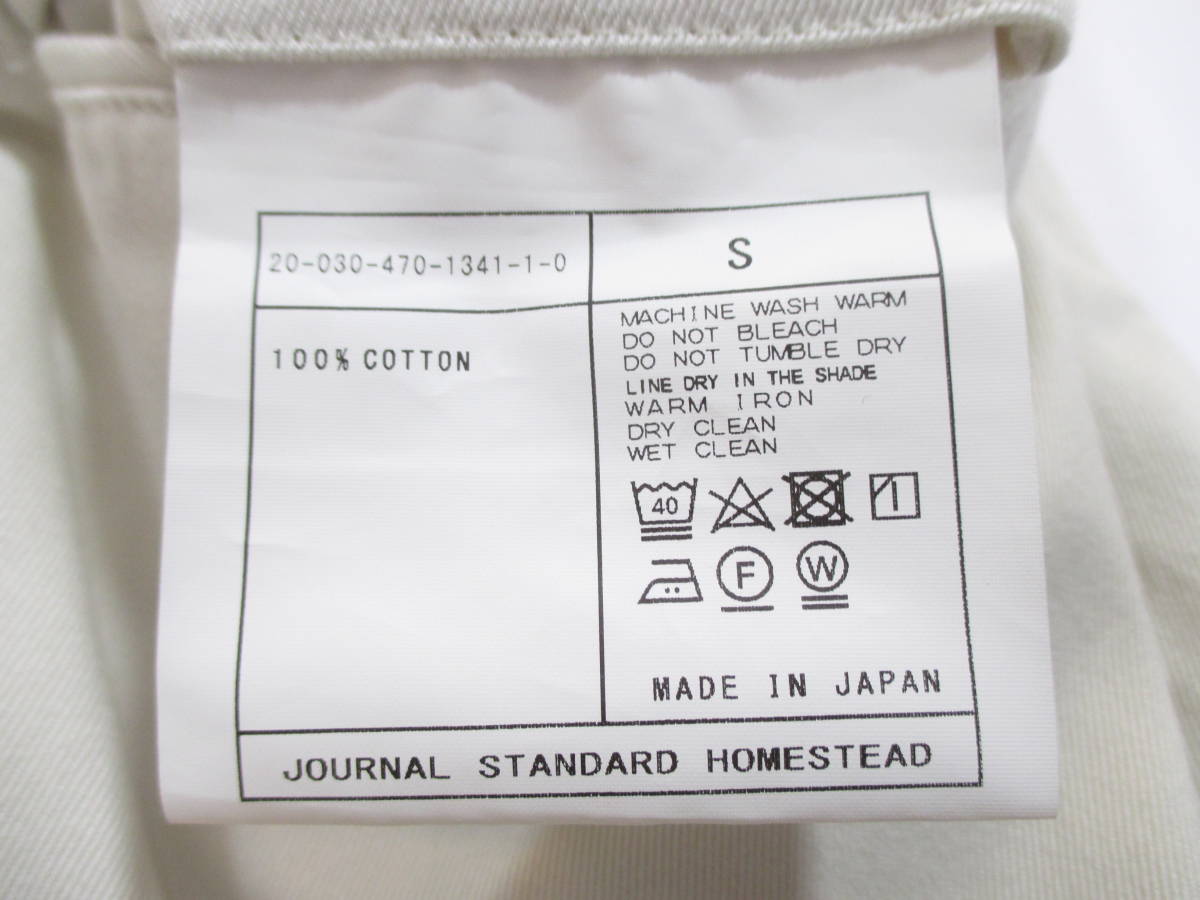 20-030-470-1341-1-0
S
100% COTTON
MACHINE WASH WARM
DO NOT BLEACH
DO NOT TUMBLE DRY
LINE DRY IN THE SHADE
WARM IRON
DRY CLEAN
WET CLEAN
40
F W
MADE IN JAPAN
JOURNAL STANDARD HOMESTEAD